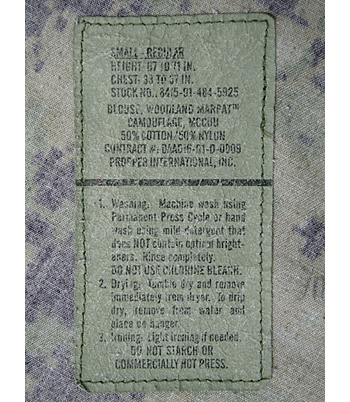 SMALL - REGULAR
HEIGHT: 67 TO 71 IN.
CHEST: 33 TO 37 IN.
STOCK NO.: 8415-01-484-5925
BLOUSE, WOODLAND MARPAT™
CAMOUFLAGE, MCCUU
50% COTTON / 50% NYLON
CONTRACT #: DAAD16-01-D-0009
PROPPER INTERNATIONAL, INC.
1. Washing. Machine wash using
Permanent Press Cycle or hand
wash using mild detergent that
does NOT contain optical bright-
eners. Rinse completely.
DO NOT USE CHLORINE BLEACH.
2. Drying: Tumble dry and remove
immediately from dryer. To drip
dry, remove from water and
place on hanger.
3. Ironing: Light ironing if needed.
DO NOT STARCH OR
COMMERCIALLY HOT PRESS.